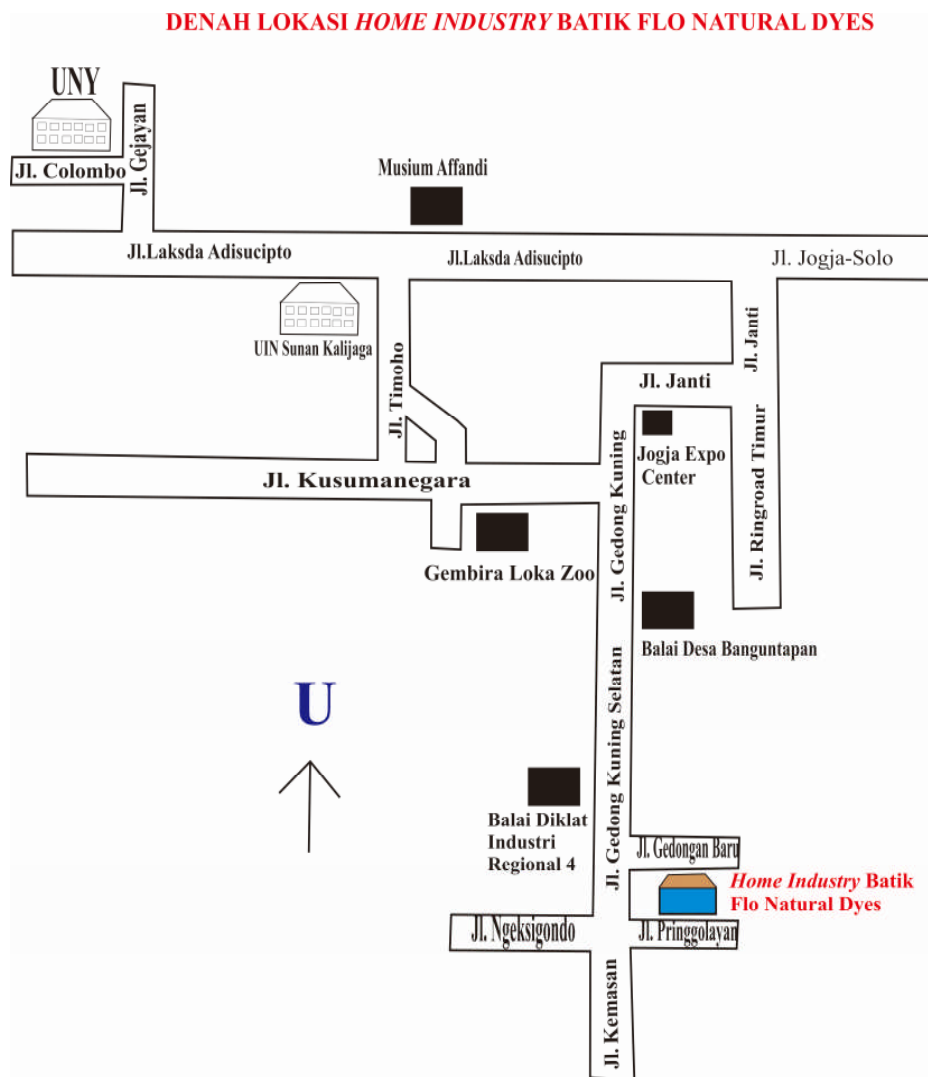 DENAH LOKASI HOME INDUSTRY BATIK FLO NATURAL DYES
UNY
Jl. Gejayan
Jl. Colombo
Musium Affandi
Jl.Laksda Adisucipto
Jl.Laksda Adisucipto
Jl. Jogja-Solo
UIN Sunan Kalijaga
Jl. Timoho
Jl. Janti
Jl. Janti
Jogja Expo
Center
Jl. Kusumanegara
Jl. Gedong Kuning
Jl. Ringroad Timur
Gembira Loka Zoo
Balai Desa Banguntapan
U
Jl. Gedong Kuning Selatan
Balai Diklat
Industri
Regional 4
Jl. Gedongan Baru
Home Industry Batik
Flo Natural Dyes
Jl. Ngeksigondo
Jl. Pringgolayan
Jl. Kemasan